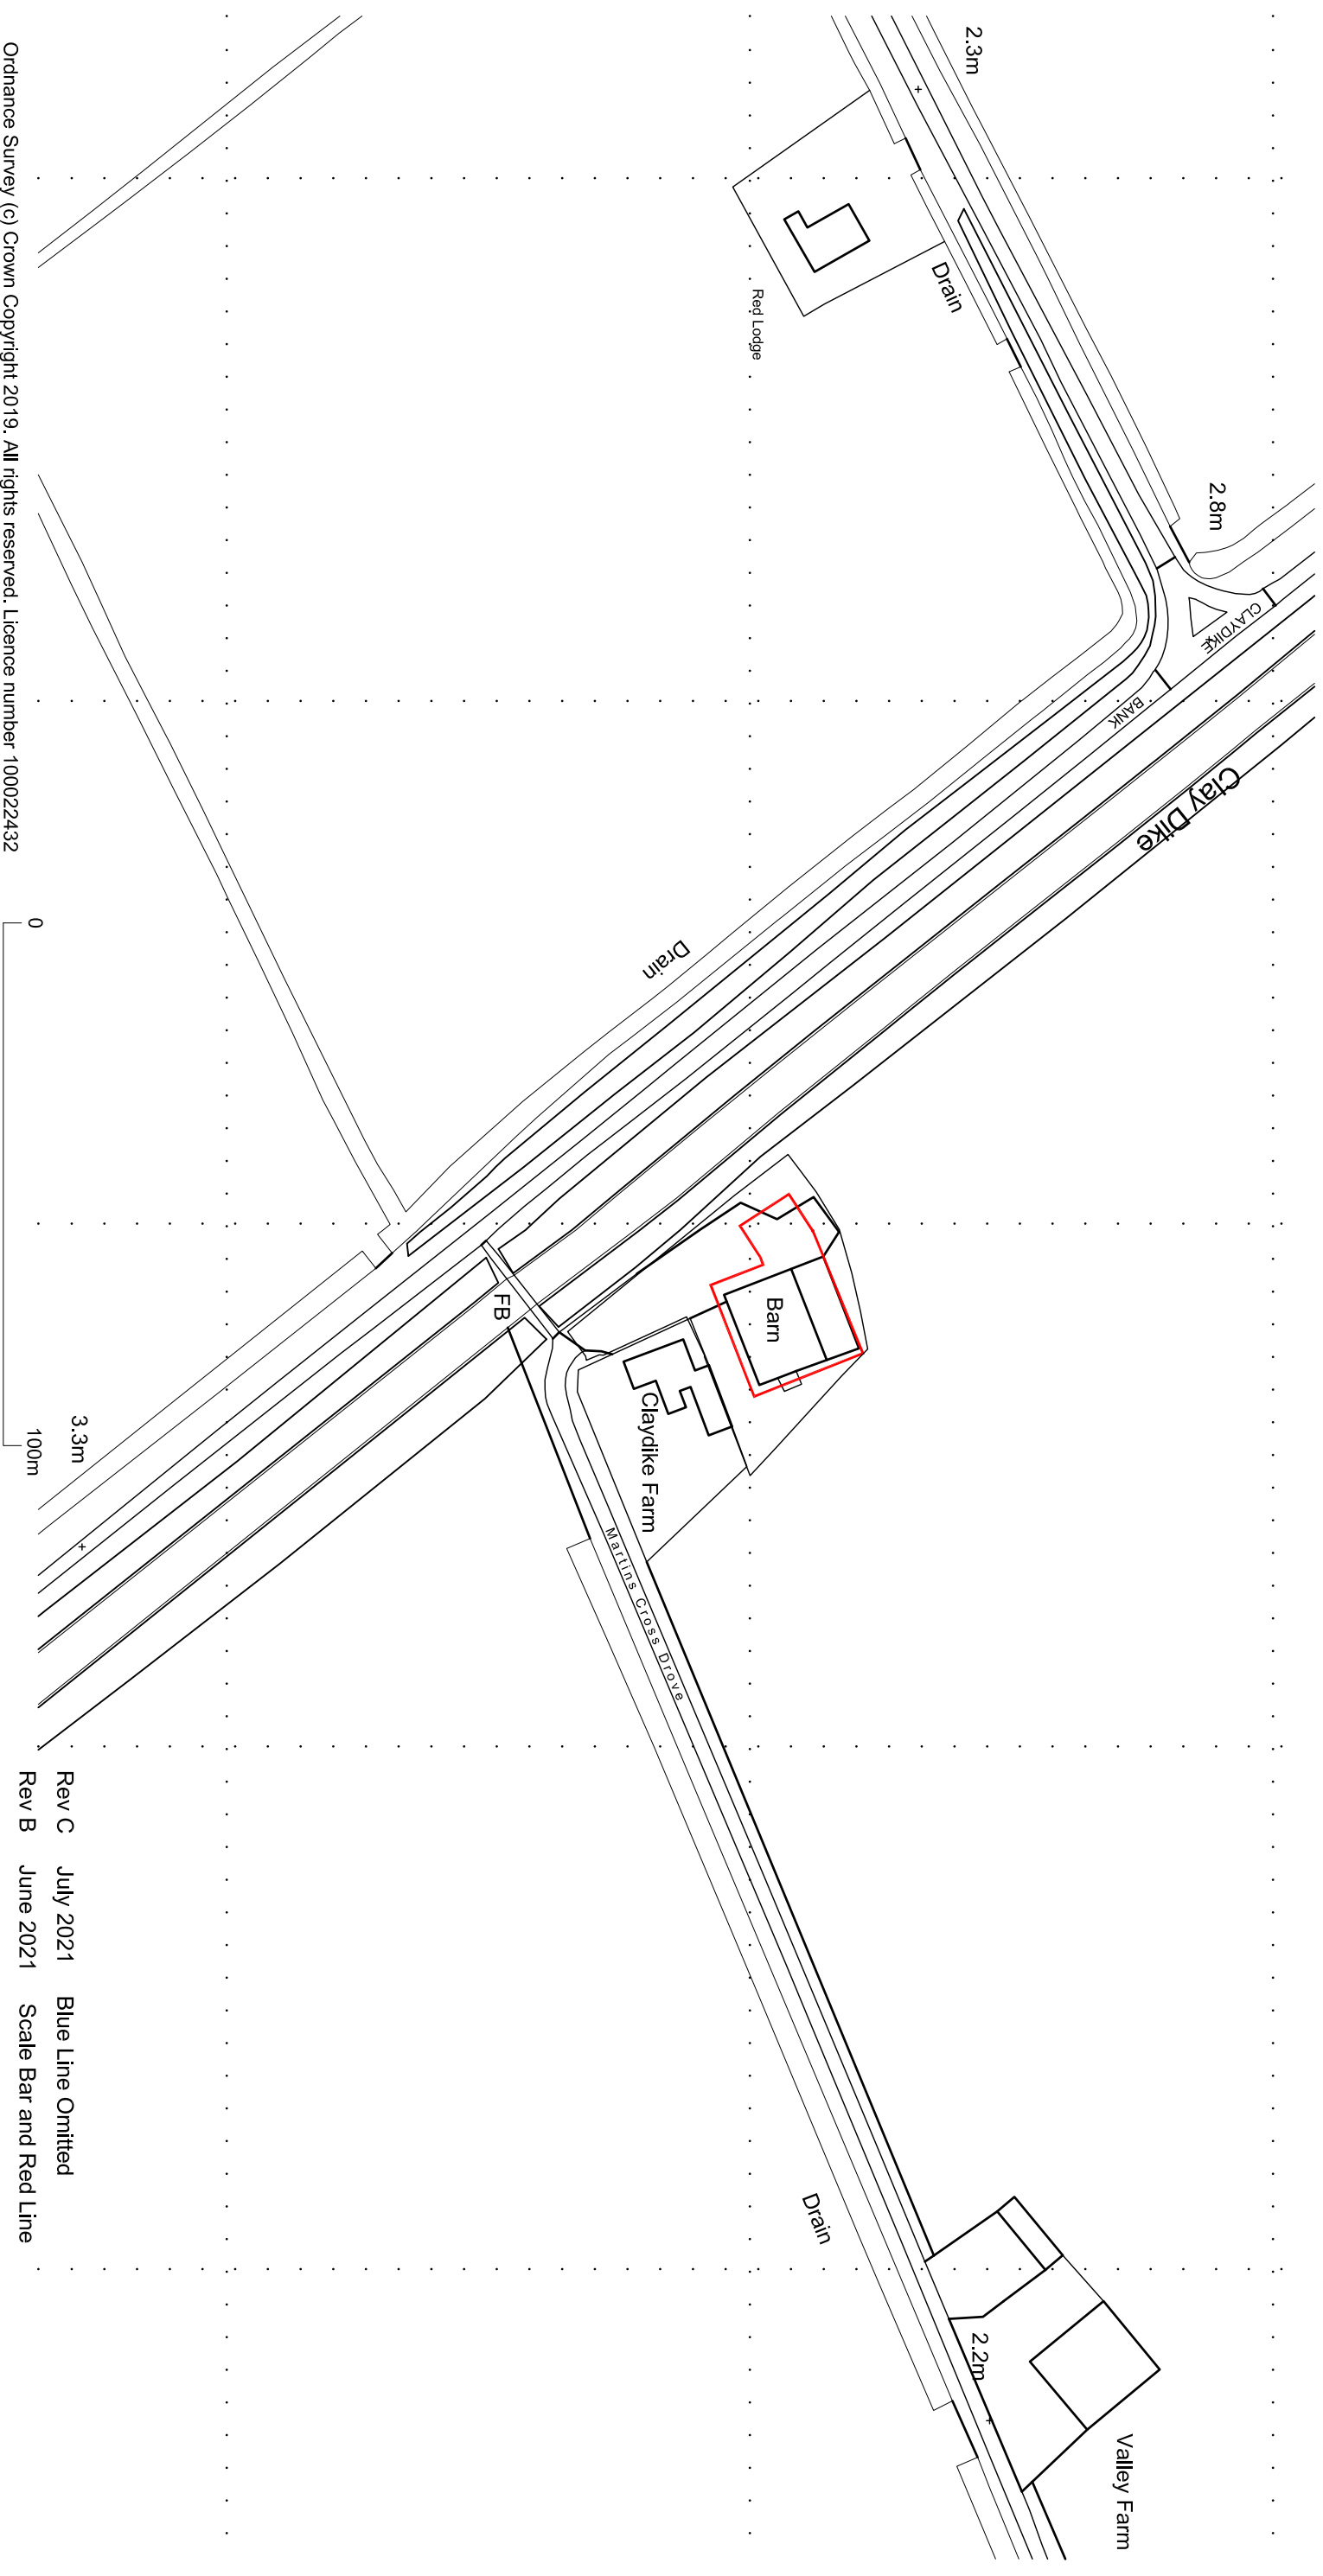 2.3m
2.8m
CLAYDIKE
BANK
Clay Dike
Drain
Red Lodge
Drain
Barn
FB
Claydike Farm
Martins Cross Drove
Drain
2.2m
Valley Farm
3.3m
0
100m
Rev C July 2021 Blue Line Omitted
Rev B June 2021 Scale Bar and Red Line
Ordnance Survey (c) Crown Copyright 2019. All rights reserved. Licence number 100022432